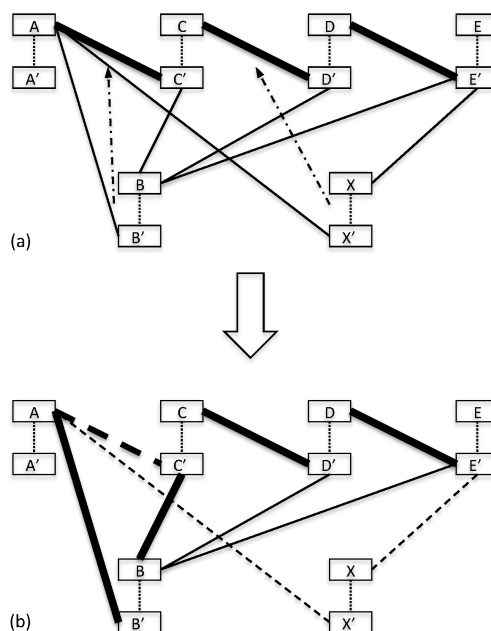 A C D E
A′ C′ D′ E′
B X
(a) B′ X′
A C D E
A′ C′ D′ E′
B X
(b) B′ X′